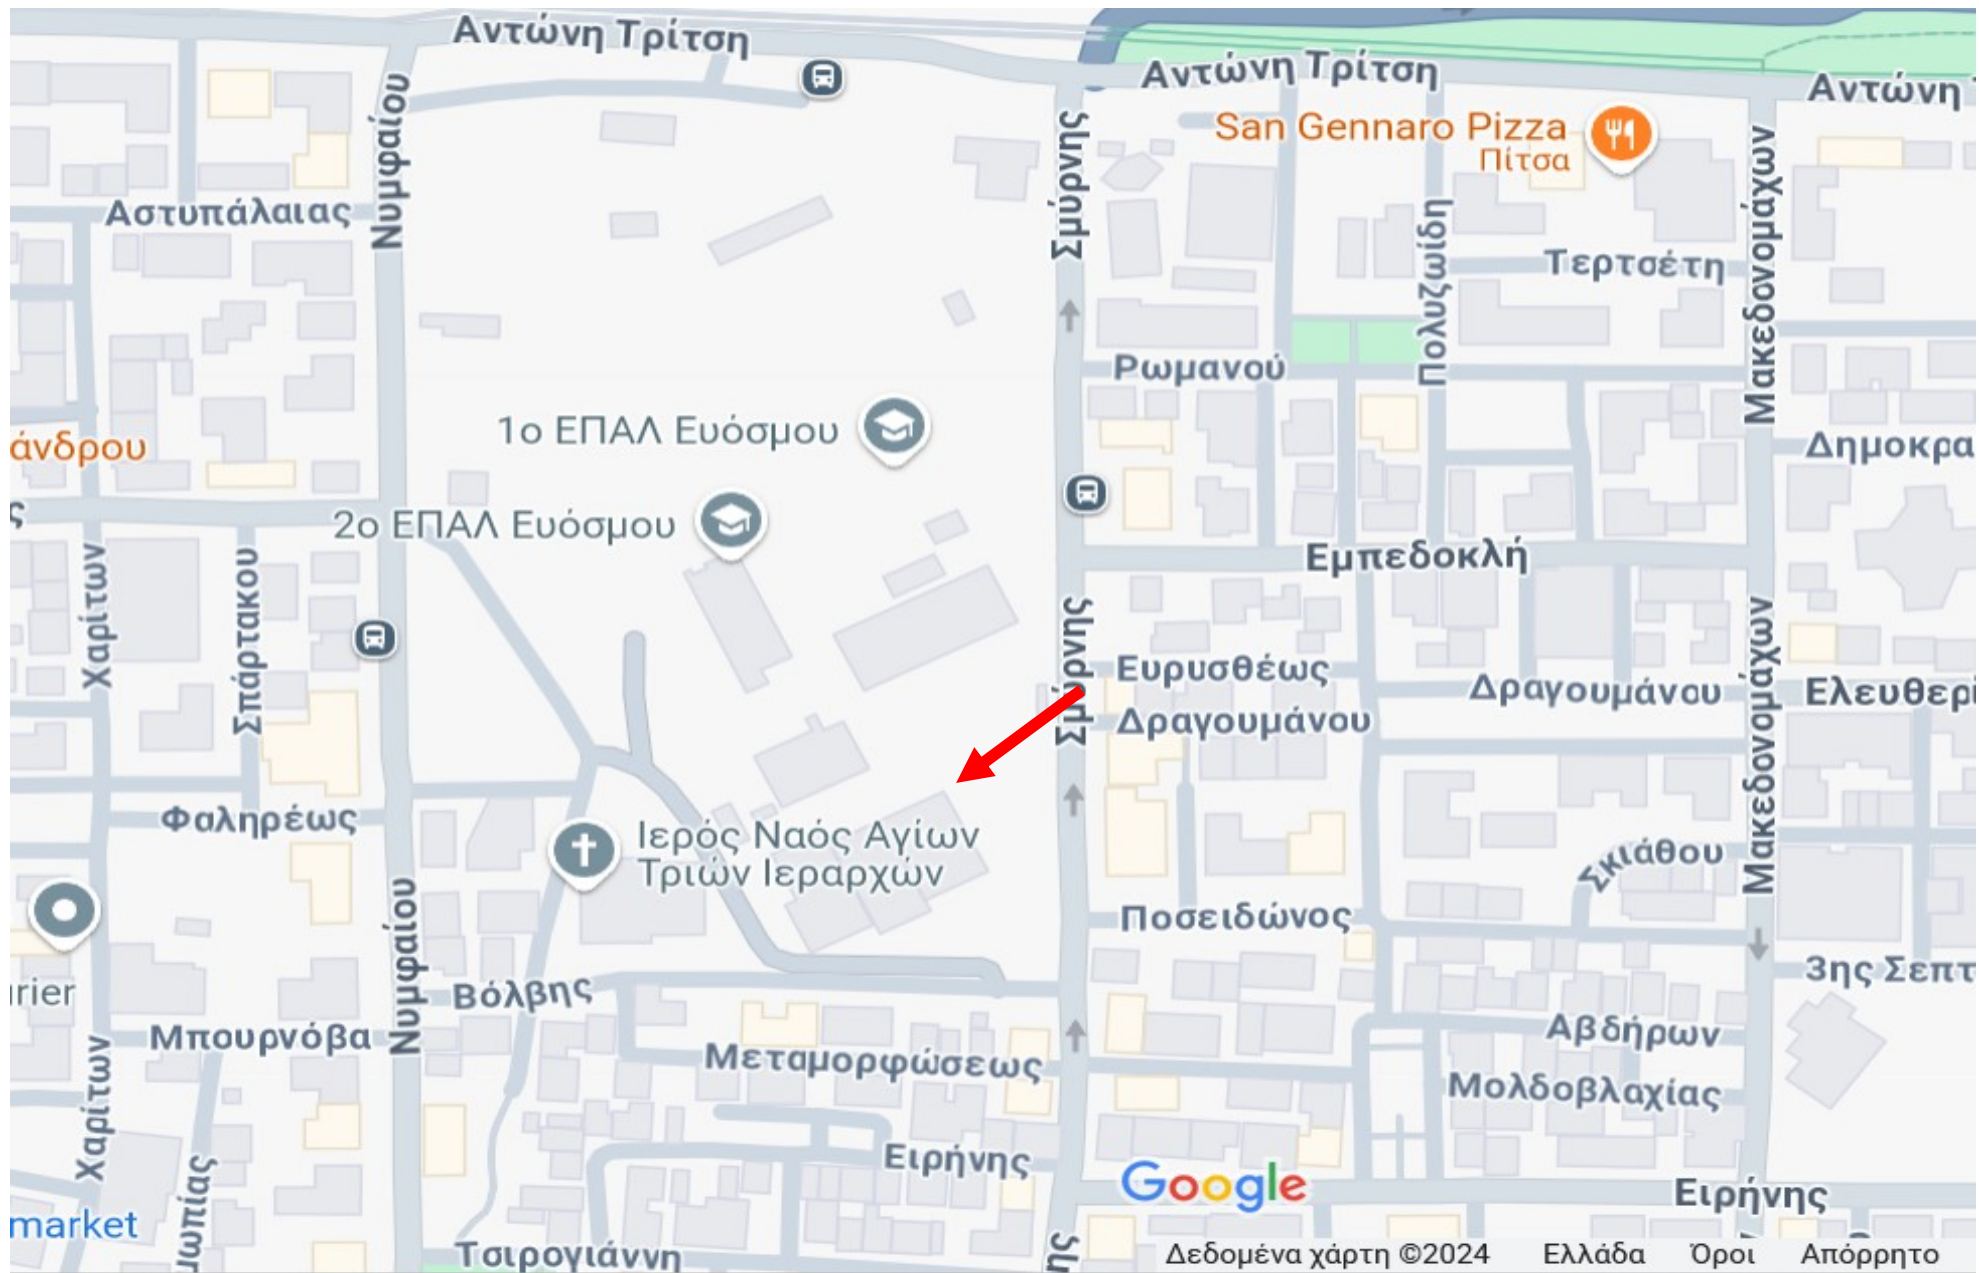 Αντώνη Τρίτση
Αντώνη Τρίτση
Αντώνη
San Gennaro Pizza
Πίτσα
Νυμφαίου
Σμύρνης
Μακεδονομάχων
Αστυπάλαιας
Πολυζωίδη
Τερτσέτη
Ρωμανού
1ο ΕΠΑΛ Ευόσμου
άνδρου
Δημοκρα
2ο ΕΠΑΛ Ευόσμου
ς
Εμπεδοκλή
Χαρίτων
Σπάρτακου
Σμύρνης
Μακεδονομάχων
Ευρυσθέως
Δραγουμάνου
Ελευθερί
Δραγουμάνου
Φαληρέως
Ιερός Ναός Αγίων
Τριών Ιεραρχών
Σκιάθου
Ποσειδώνος
Νυμφαίου
3ης Σεπτ
rier
Βόλβης
Μπουρνόβα
Αβδήρων
Μεταμορφώσεως
Μολδοβλαχίας
Χαρίτων
Ειρήνης
Google
Ειρήνης
market
μωπίας
Τσιρογιάννη
ης
Δεδομένα χάρτη ©2024 Ελλάδα Όροι Απόρρητο